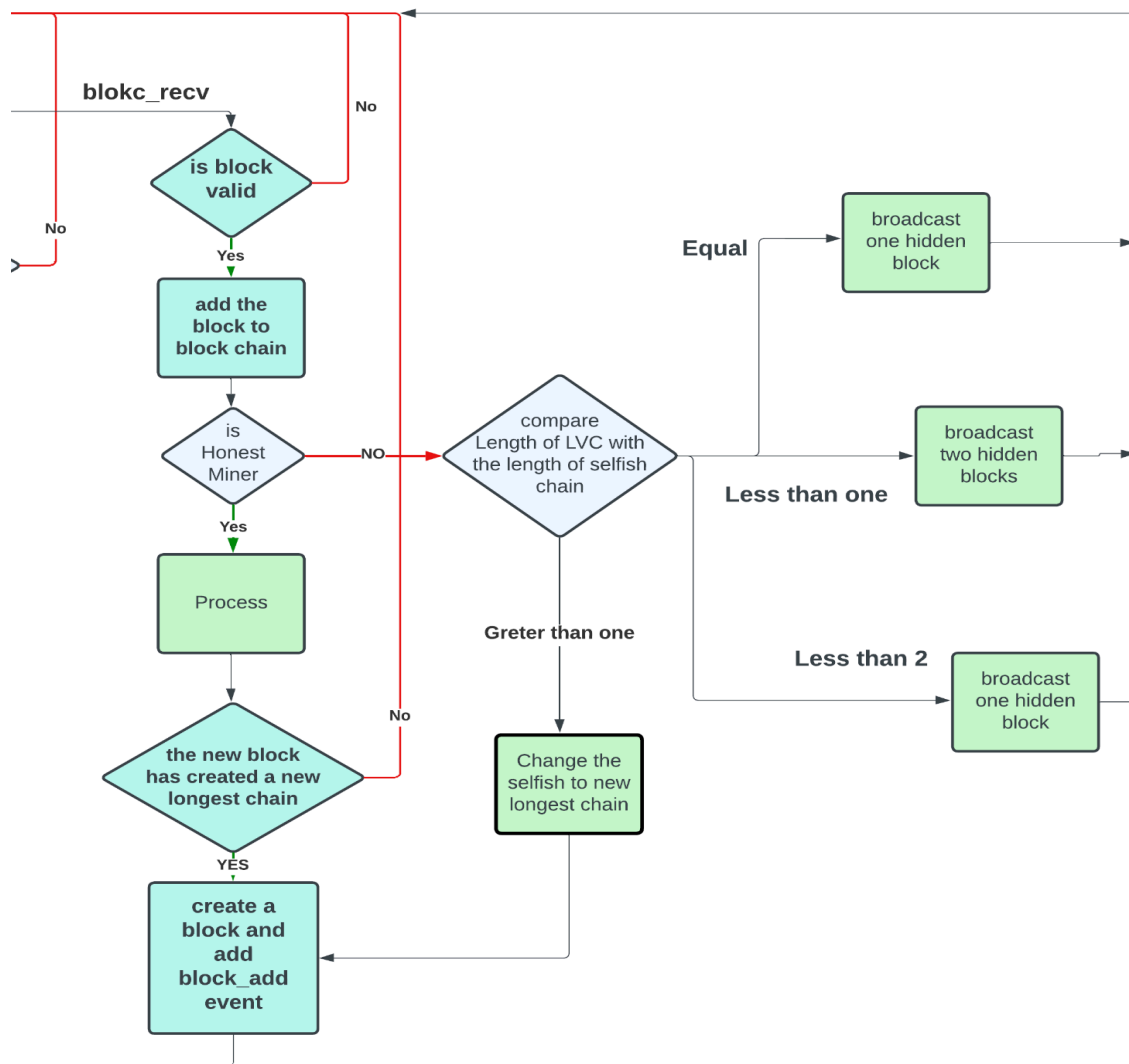 blokc_recv
No
is block
valid
No
Yes
add the
block to
block chain
is
Honest
Miner
NO
Yes
Process
the new block
has created a new
longest chain
No
YES
create a
block and
add
block_add
event
compare
Length of LVC with
the length of selfish
chain
Greter than one
Change the
selfish to new
longest chain
Equal
broadcast
one hidden
block
Less than one
broadcast
two hidden
blocks
Less than 2
broadcast
one hidden
block